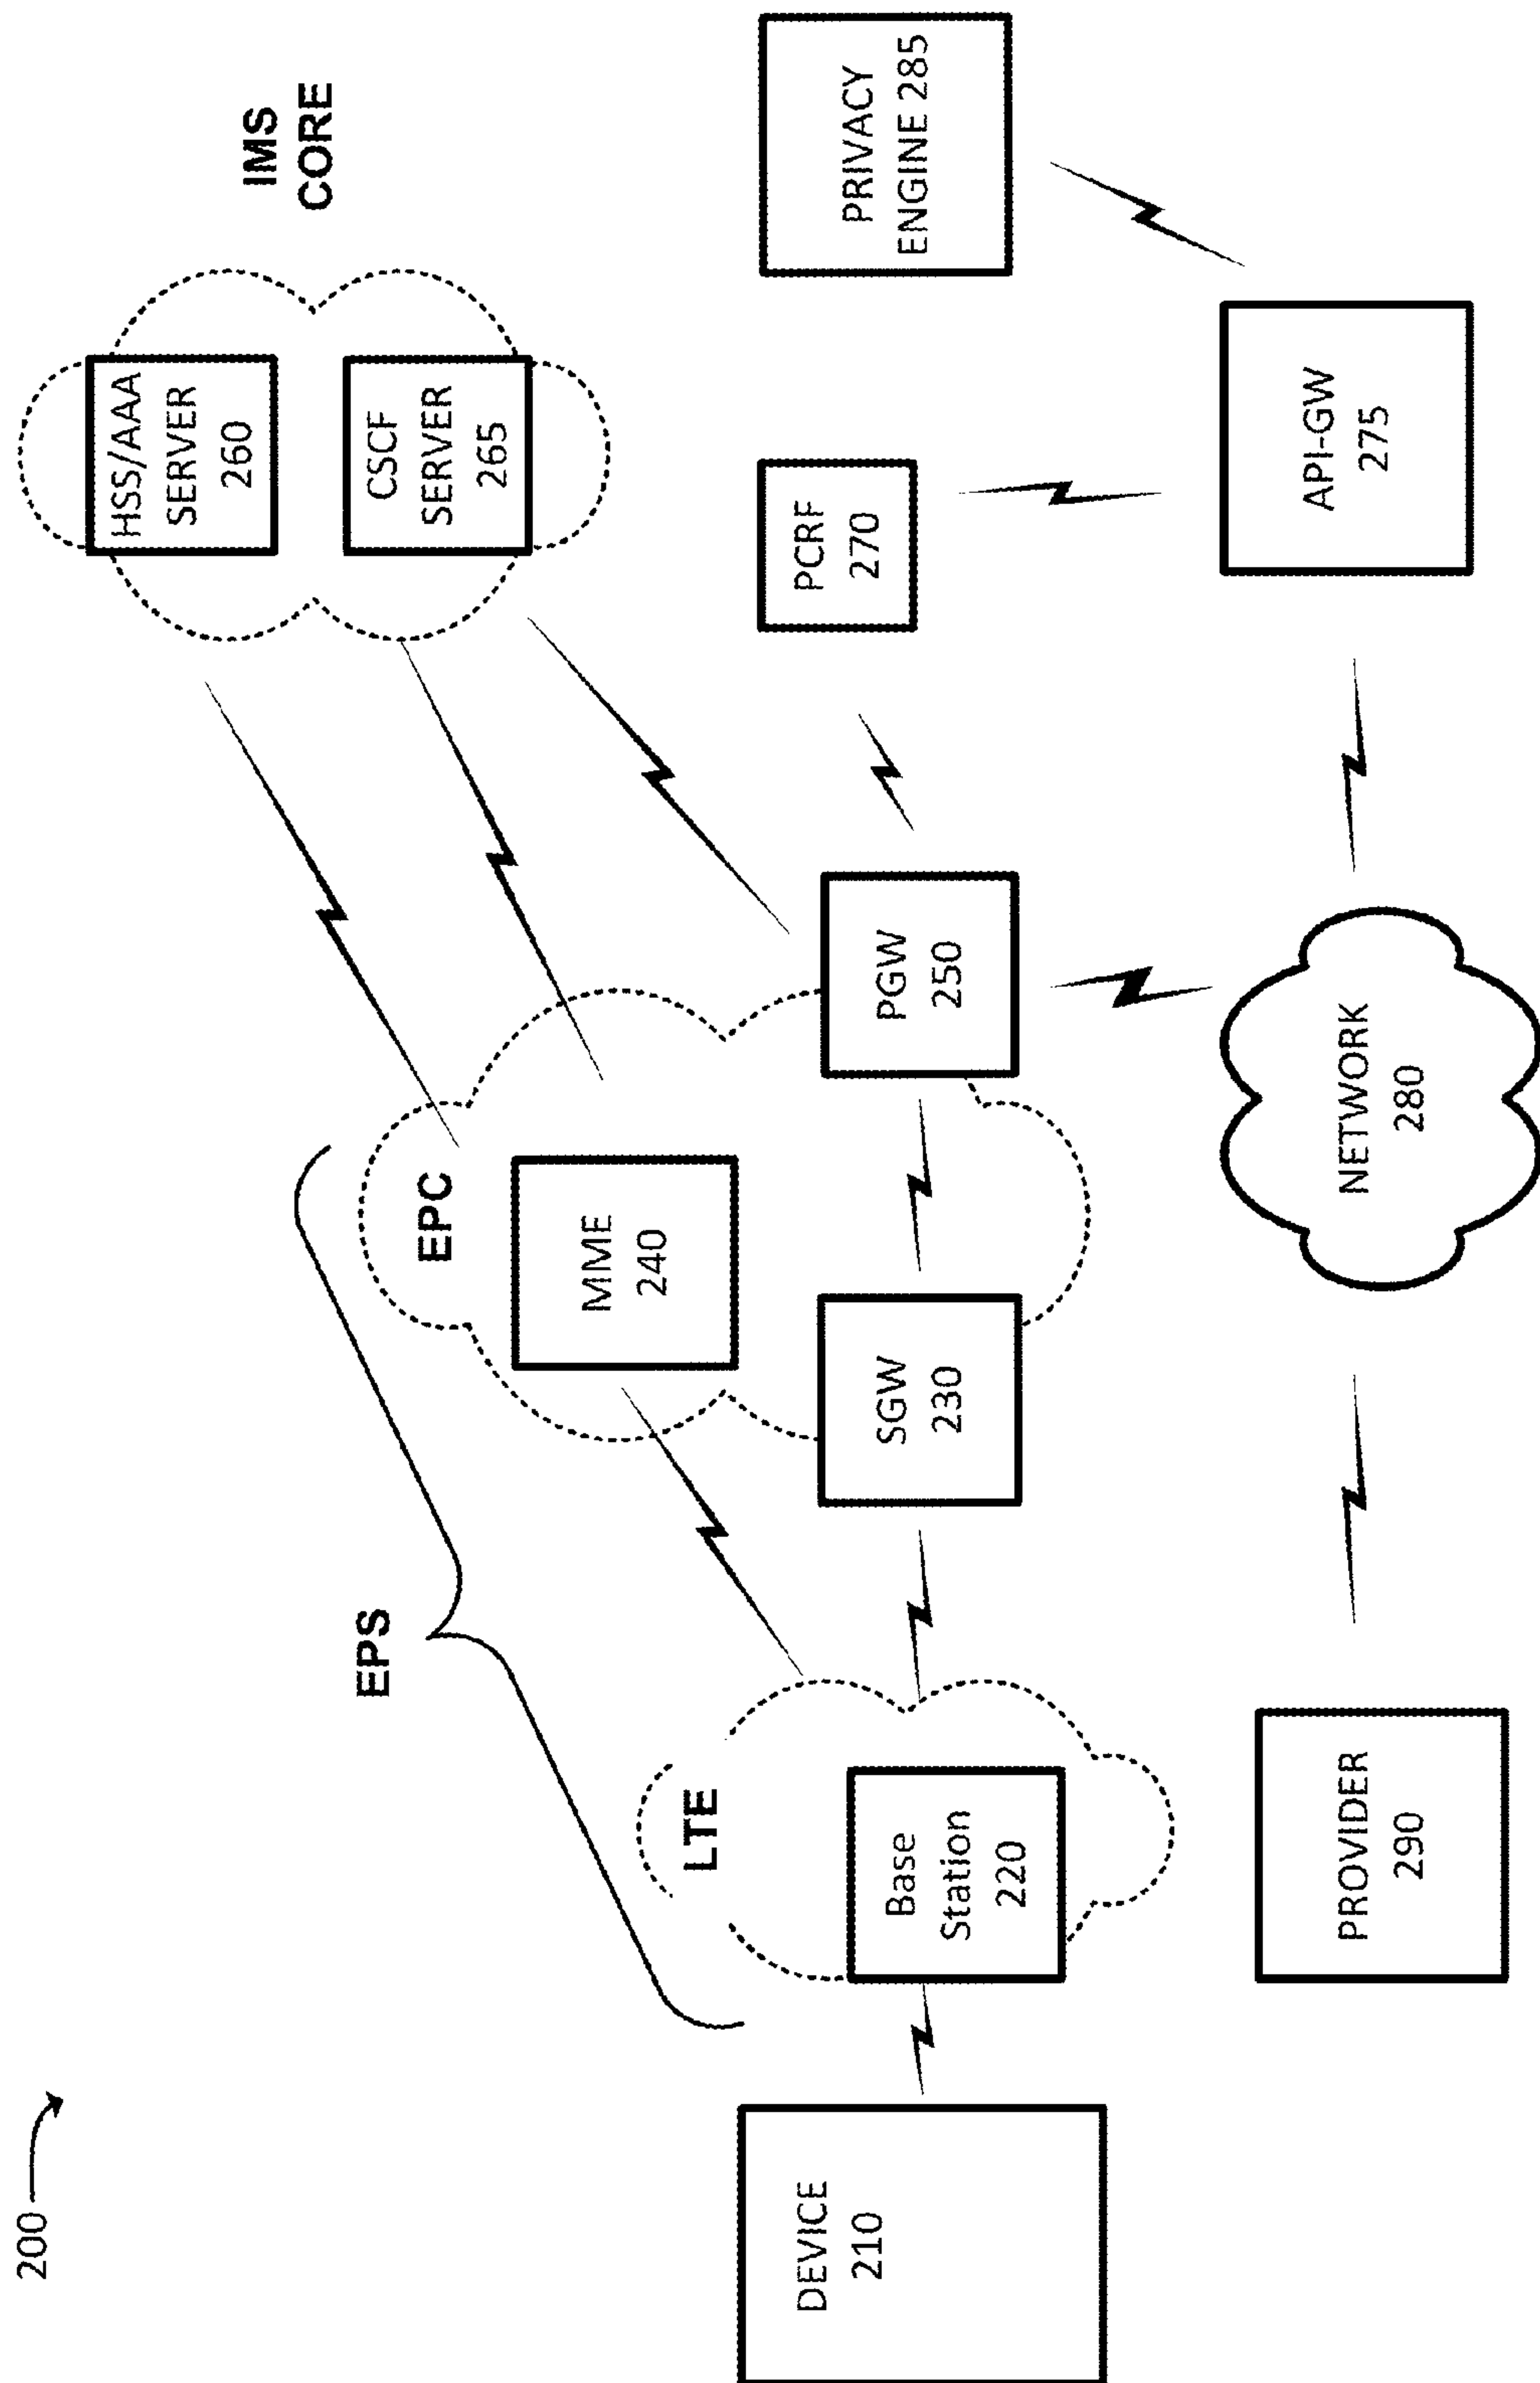 200
EPS
IMS
CORE
HSS/AAA
SERVER
260
CSCF
SERVER
265
EPC
MME
240
LTE
DEVICE
210
Base
Station
220
SGW
230
PGW
250
PCRF
270
PRIVACY
ENGINE 285
PROVIDER
290
NETWORK
280
API-GW
275